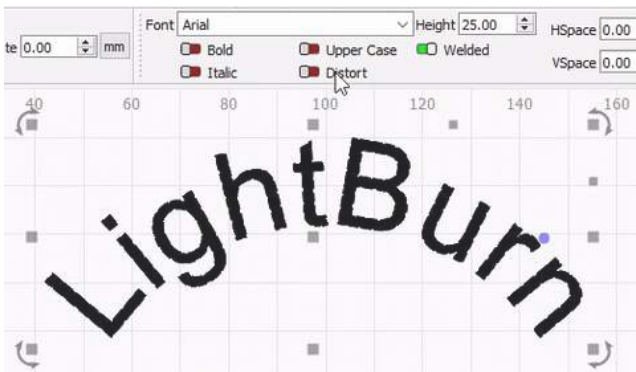 Font Arial Height 25.00 HSpace 0.00
te 0.00 mm Bold Upper Case Welded
Italic Distort VSpace 0.00
40 60 80 100 120 140 160
LightBurn